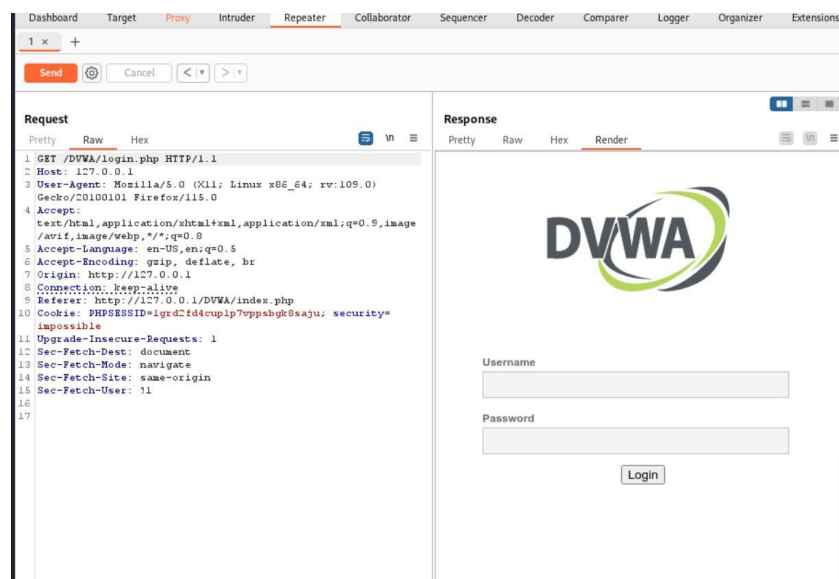 Dashboard Target Proxy Intruder Repeater Collaborator Sequencer Decoder Comparer Logger Organizer Extensions
1 × +
Send Cancel < >
Request
Pretty Raw Hex \n
1 GET /DVWA/login.php HTTP/1.1
2 Host: 127.0.0.1
3 User-Agent: Mozilla/5.0 (X11; Linux x86_64; rv:109.0)
Gecko/20100101 Firefox/115.0
4 Accept:
text/html,application/xhtml+xml,application/xml;q=0.9,image
/avif,image/webp,*/*;q=0.8
5 Accept-Language: en-US,en;q=0.5
6 Accept-Encoding: gzip, deflate, br
7 Origin: http://127.0.0.1
8 Connection: keep-alive
9 Referer: http://127.0.0.1/DVWA/index.php
10 Cookie: PHPSESSID=lgrd2fd4cup1p7vppsbgk8saju; security=
impossible
11 Upgrade-Insecure-Requests: 1
12 Sec-Fetch-Dest: document
13 Sec-Fetch-Mode: navigate
14 Sec-Fetch-Site: same-origin
15 Sec-Fetch-User: ?1
16
17
Response
Pretty Raw Hex Render \n
DVWA
Username
Password
Login